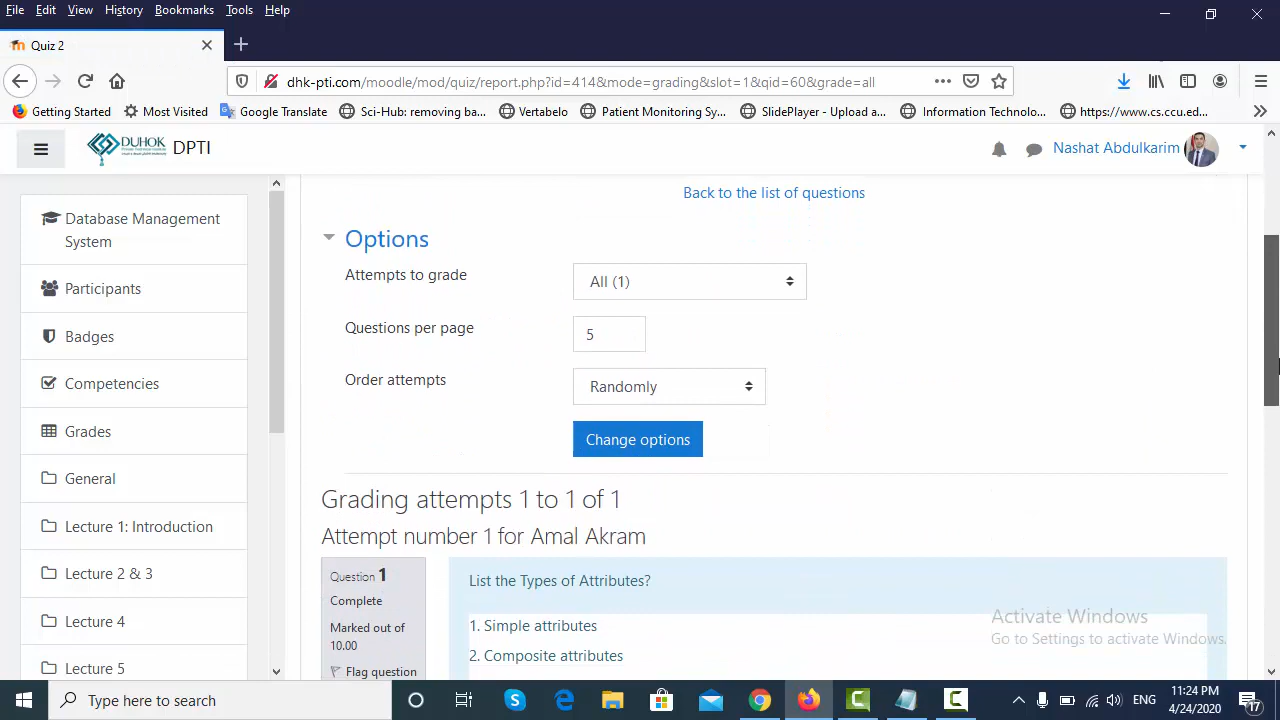 File Edit View History Bookmarks Tools Help
Quiz 2
dhk-pti.com/moodle/mod/quiz/report.php?id=414&mode=grading&slot=1&qid=60&grade=all
Getting Started Most Visited Google Translate Sci-Hub: removing ba... Vertabelo Patient Monitoring Sy... SlidePlayer - Upload a... Information Technolo... https://www.cs.ccu.ed...
DUHOK DPTI Nashat Abdulkarim
Back to the list of questions
Database Management
System
Participants
Badges
Competencies
Grades
General
Lecture 1: Introduction
Lecture 2 & 3
Lecture 4
Lecture 5
Options
Attempts to grade All (1)
Questions per page 5
Order attempts Randomly
Change options
Grading attempts 1 to 1 of 1
Attempt number 1 for Amal Akram
Question 1
Complete
Marked out of
10.00
Flag question
List the Types of Attributes?
1. Simple attributes
2. Composite attributes
Activate Windows
Go to Settings to activate Windows.
Type here to search
ENG
11:24 PM
4/24/2020
17